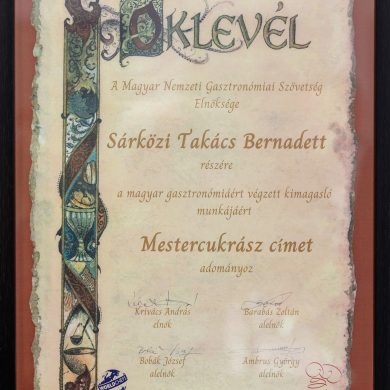 OKLEVÉL
A Magyar Nemzeti Gasztronómiai Szövetség
Elnöksége
Sárközi Takács Bernadett
részére
a magyar gasztronómiáért végzett kimagasló
munkájáért
Mestercukrász címet
adományoz
Krivács András
elnök
Barabás Zoltán
alelnök
Bobák József
alelnök
Ambrus György
alelnök